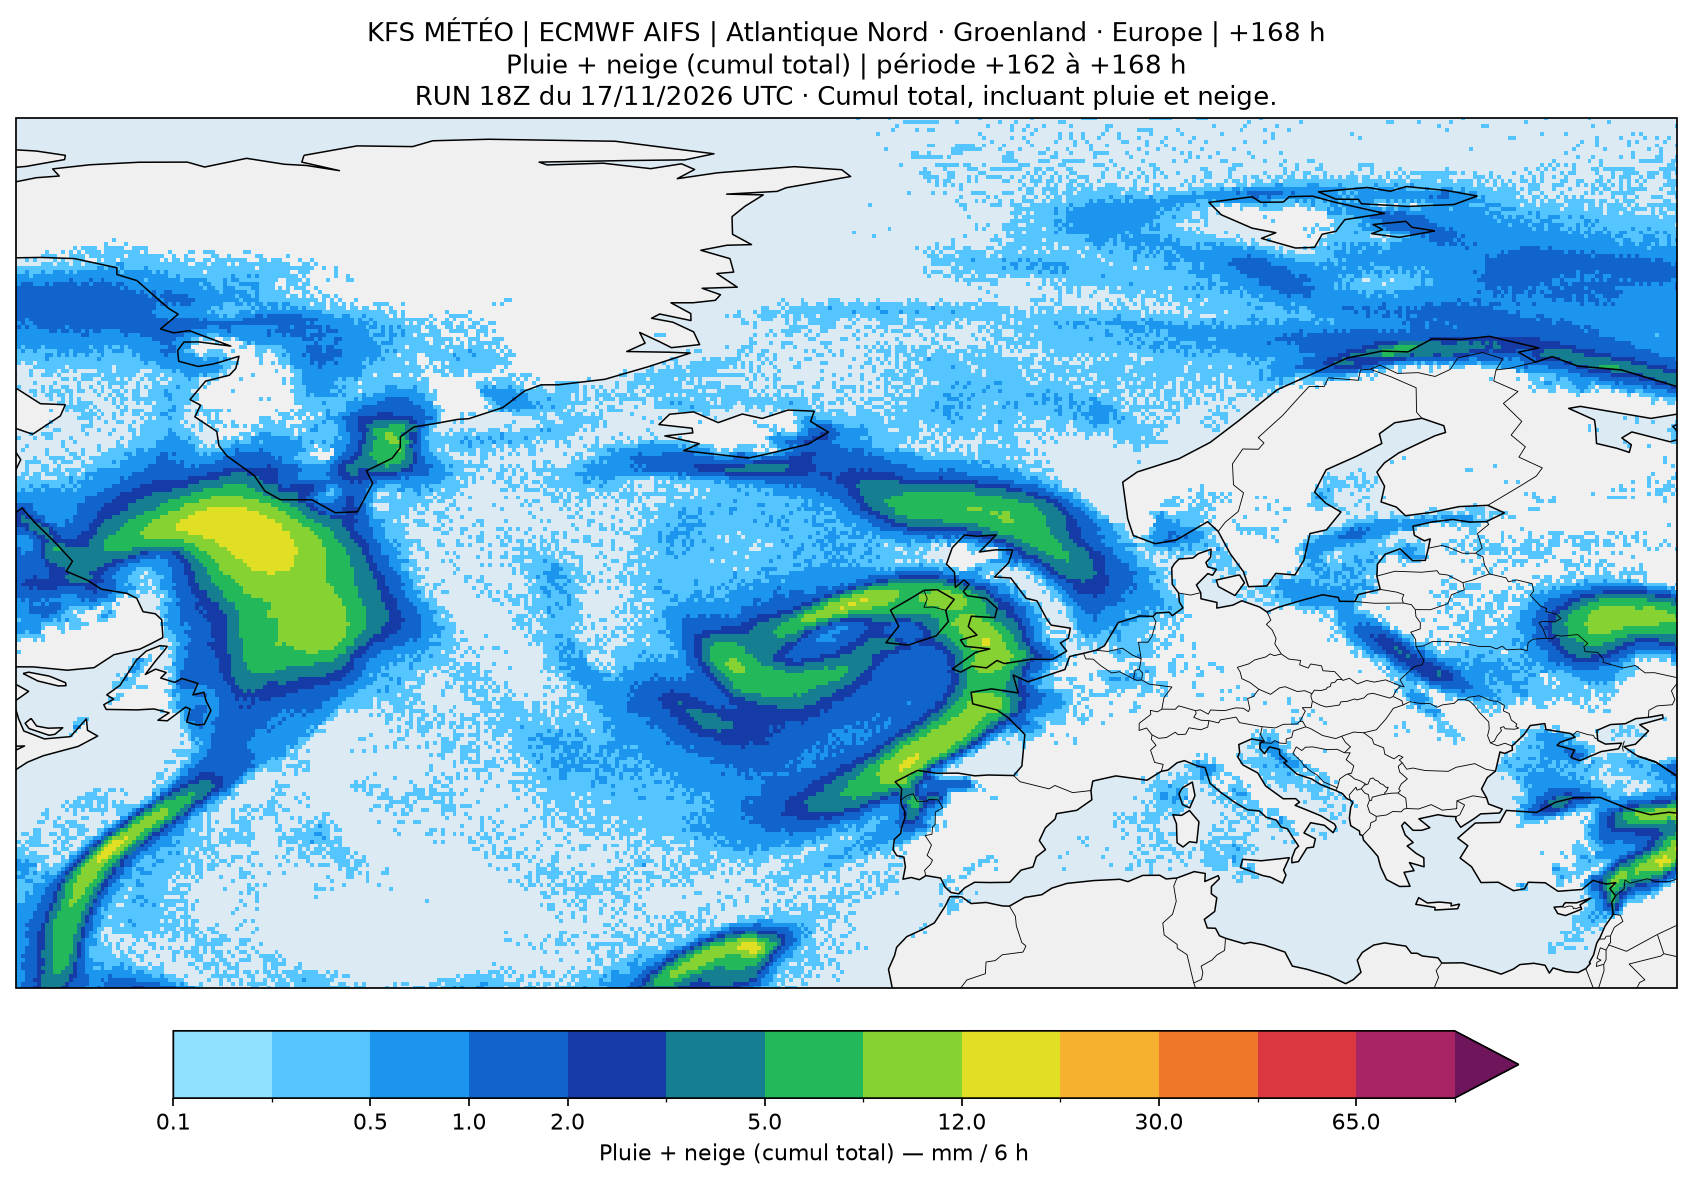 KFS MÉTÉO | ECMWF AIFS | Atlantique Nord · Groenland · Europe | +168 h
Pluie + neige (cumul total) | période +162 à +168 h
RUN 18Z du 17/11/2026 UTC · Cumul total, incluant pluie et neige.
0.1 0.5 1.0 2.0 5.0 12.0 30.0 65.0
Pluie + neige (cumul total) — mm / 6 h